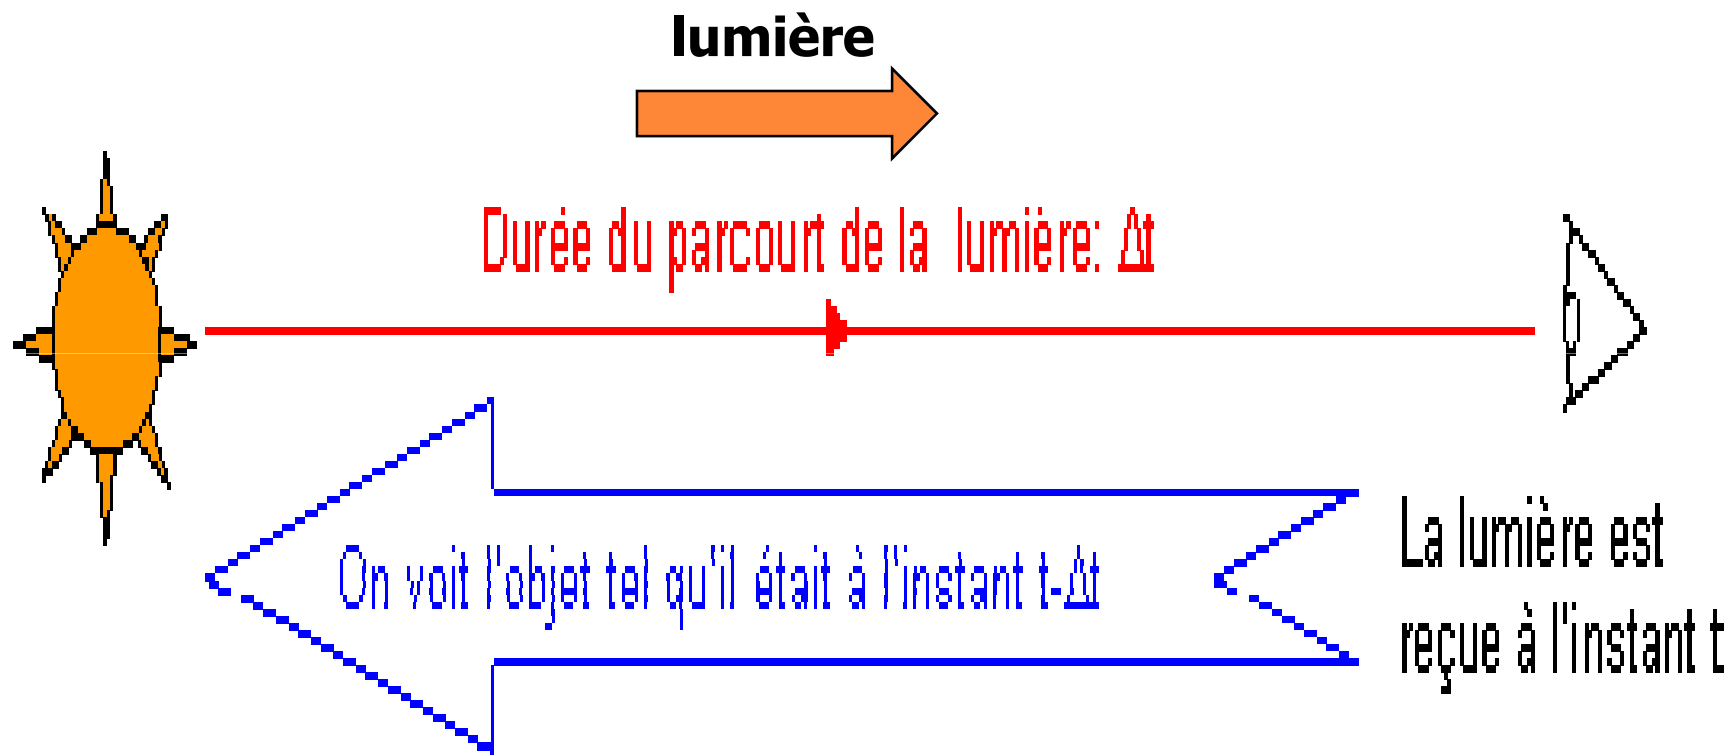 lumière
Durée du parcourt de la lumière: Δt
On voit l'objet tel qu'il était à l'instant t-Δt
La lumière est
reçue à l'instant t